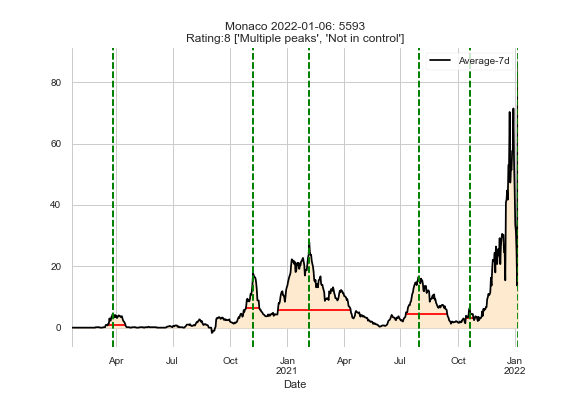 Monaco 2022-01-06: 5593
Rating:8 ['Multiple peaks', 'Not in control']
Average-7d
80
60
40
20
0
Apr
Jul
Oct
Jan
2021
Apr
Jul
Oct
Jan
2022
Date